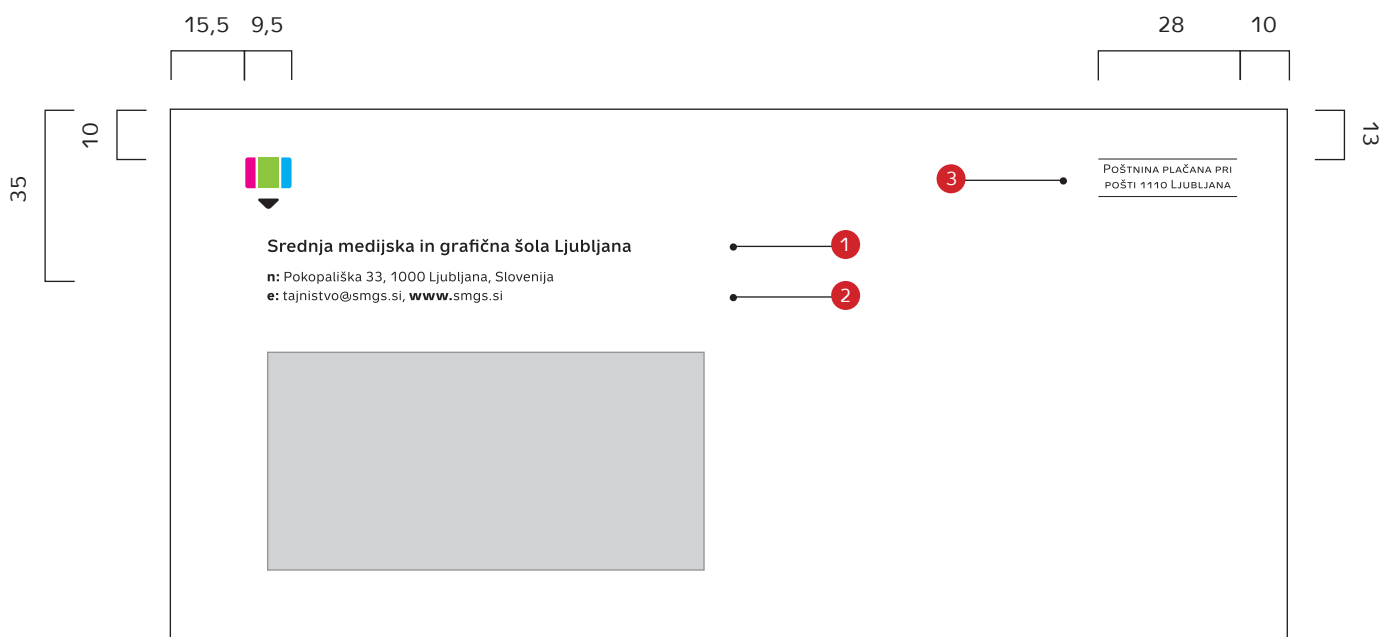 15,5 9,5 28 10
10 13
35
3 Poštnina plačana pri
pošti 1110 Ljubljana
Srednja medijska in grafična šola Ljubljana 1
n: Pokopališka 33, 1000 Ljubljana, Slovenija
e: tajnistvo@smgs.si, www.smgs.si 2